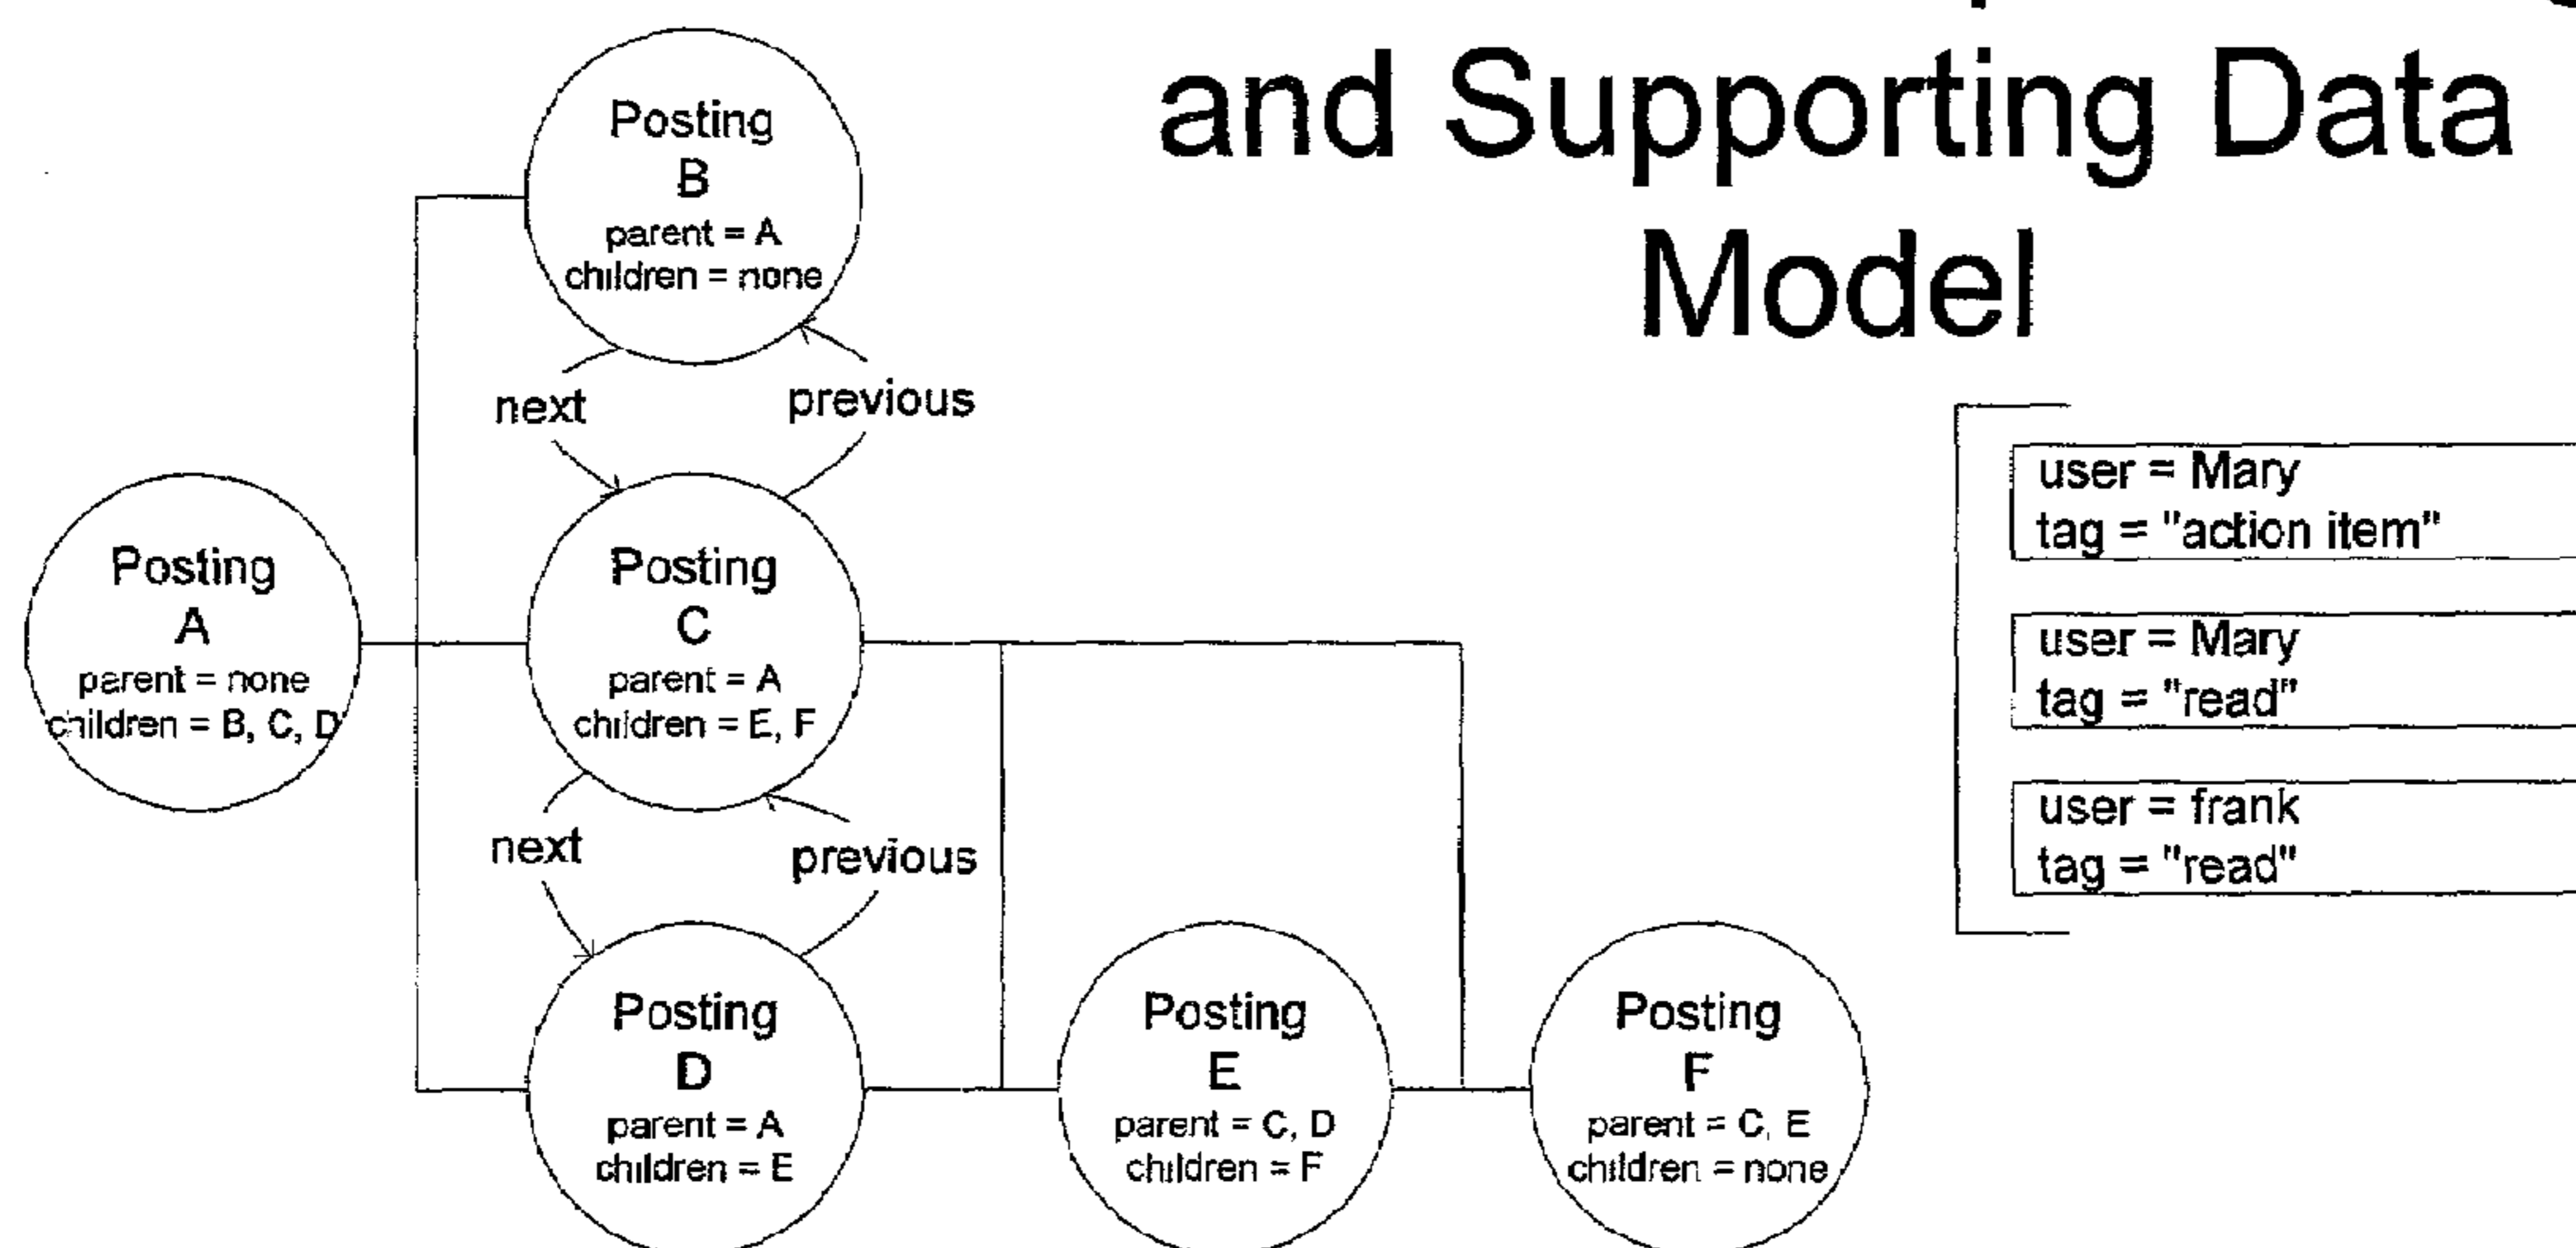 and Supporting Data
Model
Posting
B
parent = A
children = none
next
previous
Posting
A
parent = none
children = B, C, D
Posting
C
parent = A
children = E, F
next
previous
Posting
D
parent = A
children = E
Posting
E
parent = C, D
children = F
Posting
F
parent = C, E
children = none
user = Mary
tag = "action item"
user = Mary
tag = "read"
user = frank
tag = "read"